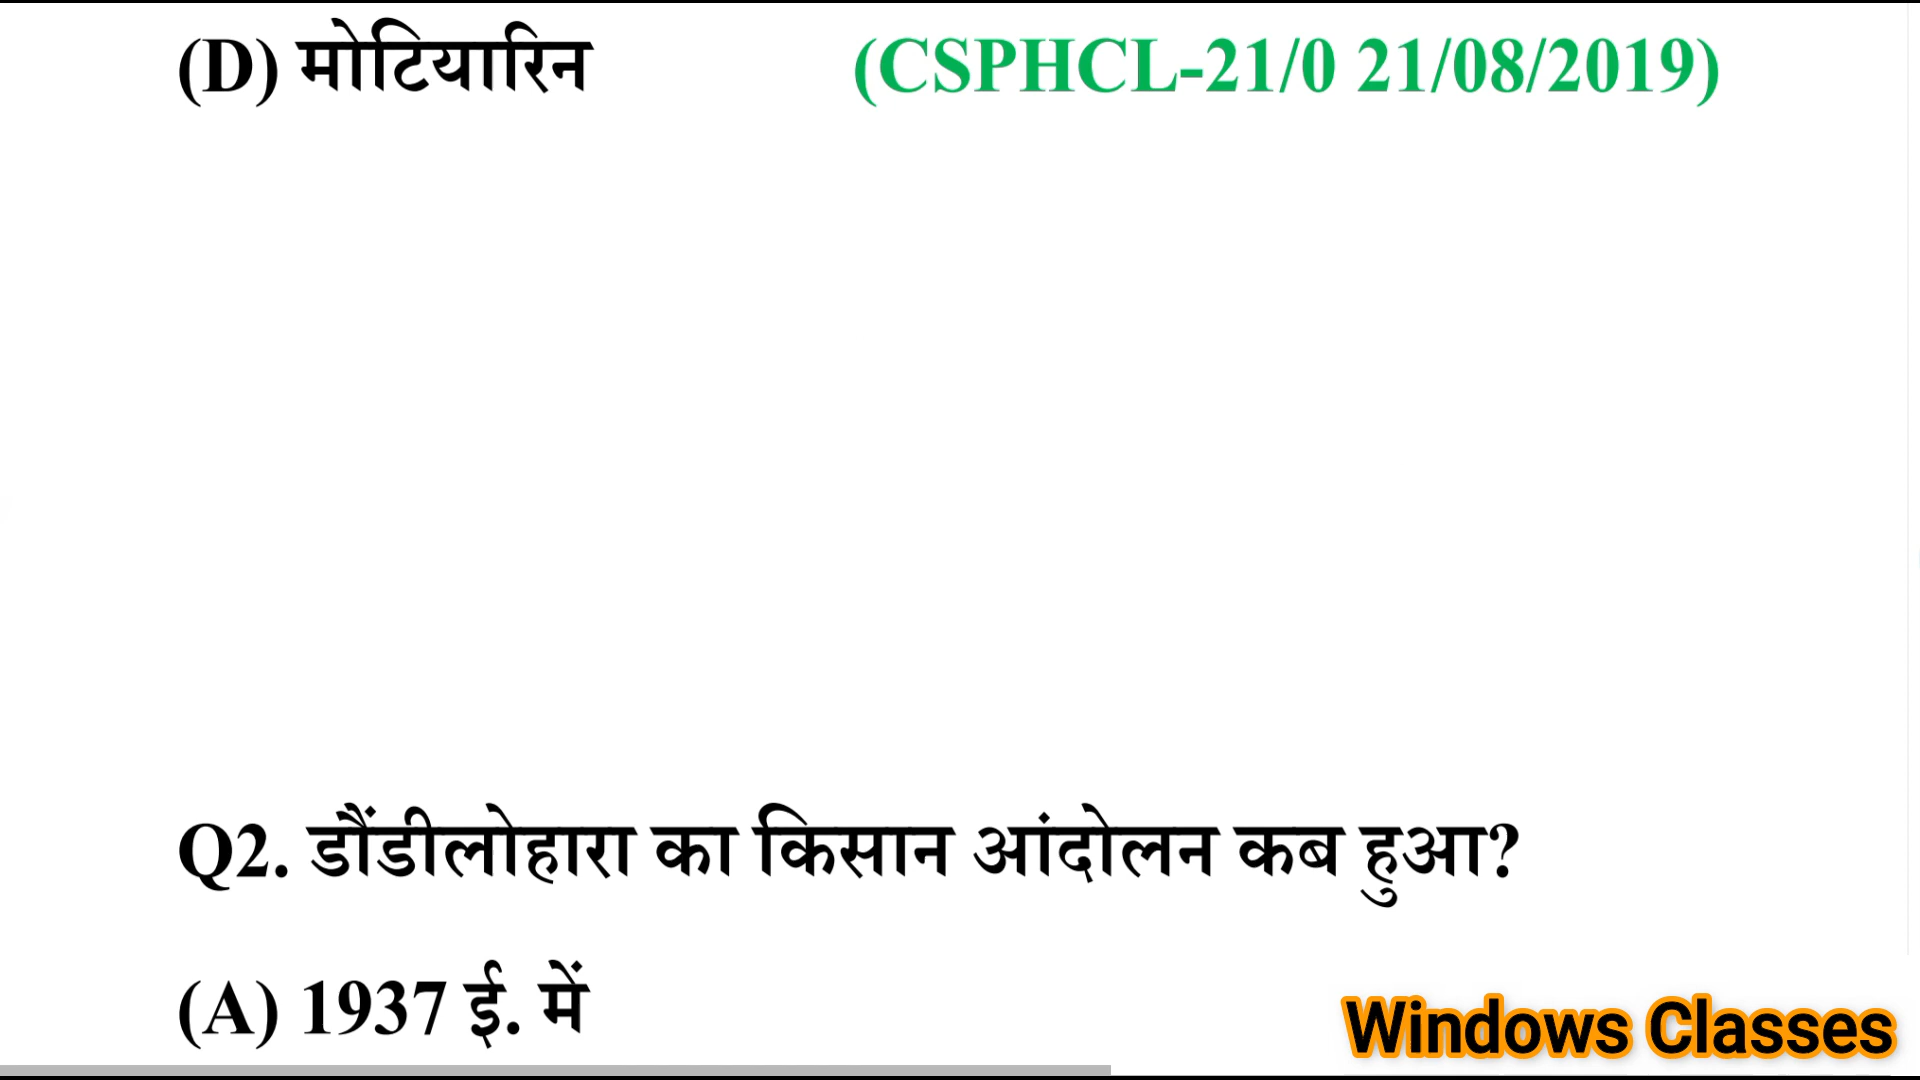 (D) मोटियारिन (CSPHCL-21/0 21/08/2019)
Q2. डौंडीलोहारा का किसान आंदोलन कब हुआ?
(A) 1937 ई. में
Windows Classes